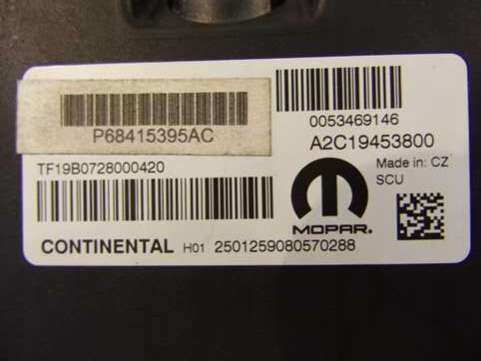 P68415395AC
0053469146
A2C19453800
TF19B0728000420
Made in: CZ
SCU
MOPAR.
CONTINENTAL H01 2501259080570288